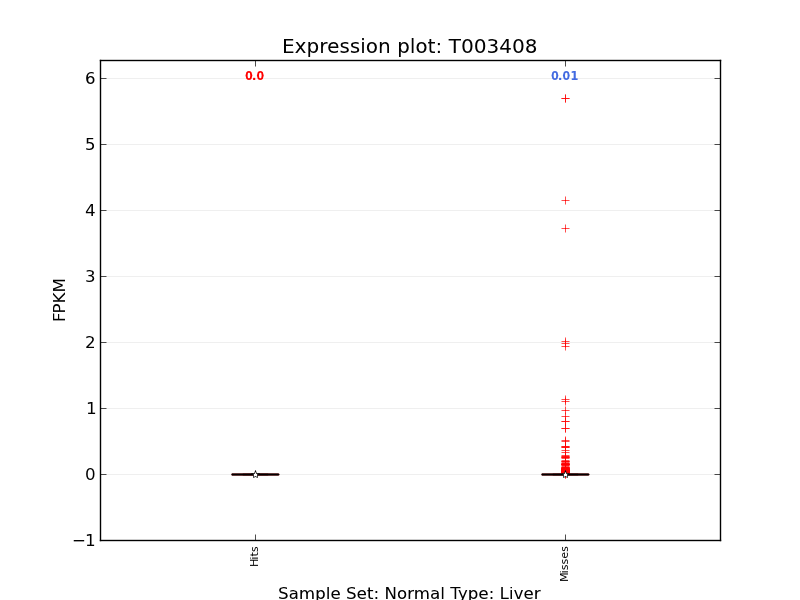 Expression plot: T003408
0.0
0.01
6
5
4
3
2
1
0
−1
FPKM
Hits
Misses
Sample Set: Normal Type: Liver